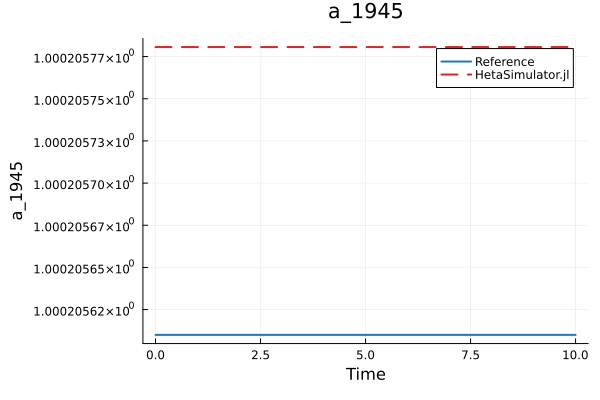 a_1945
1.00020577×10⁰
1.00020575×10⁰
1.00020573×10⁰
1.00020570×10⁰
1.00020567×10⁰
1.00020565×10⁰
1.00020562×10⁰
a_1945
Reference
HetaSimulator.jl
0.0 2.5 5.0 7.5 10.0
Time